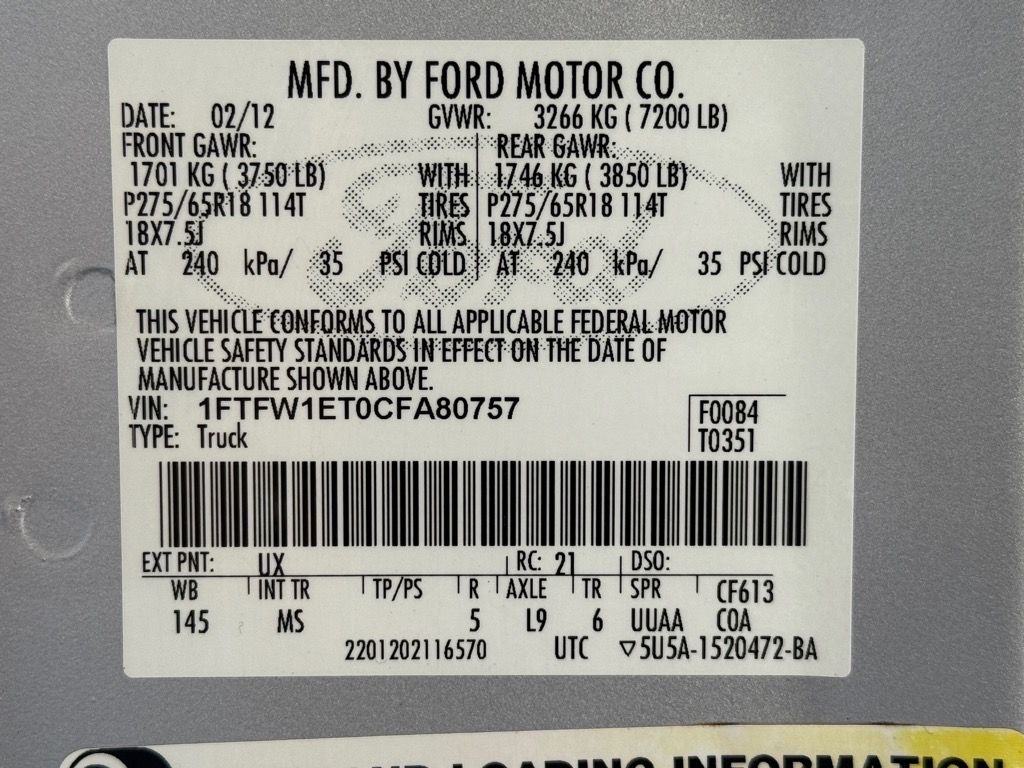 MFD. BY FORD MOTOR CO.
DATE: 02/12 GVWR: 3266 KG ( 7200 LB)
FRONT GAWR: REAR GAWR:
1701 KG ( 3750 LB) WITH 1746 KG ( 3850 LB) WITH
P275/65R18 114T TIRES P275/65R18 114T TIRES
18X7.5J RIMS 18X7.5J RIMS
AT 240 kPa/ 35 PSI COLD AT 240 kPa/ 35 PSI COLD
Ford
THIS VEHICLE CONFORMS TO ALL APPLICABLE FEDERAL MOTOR
VEHICLE SAFETY STANDARDS IN EFFECT ON THE DATE OF
MANUFACTURE SHOWN ABOVE.
VIN: 1FTFW1ET0CFA80757 F0084
TYPE: Truck T0351
EXT PNT: UX RC: 21 DSO:
WB INT TR TP/PS R AXLE TR SPR CF613
145 MS 5 L9 6 UUAA COA
2201202116570 UTC ▽5U5A-1520472-BA
AND LOADING INFORMATION